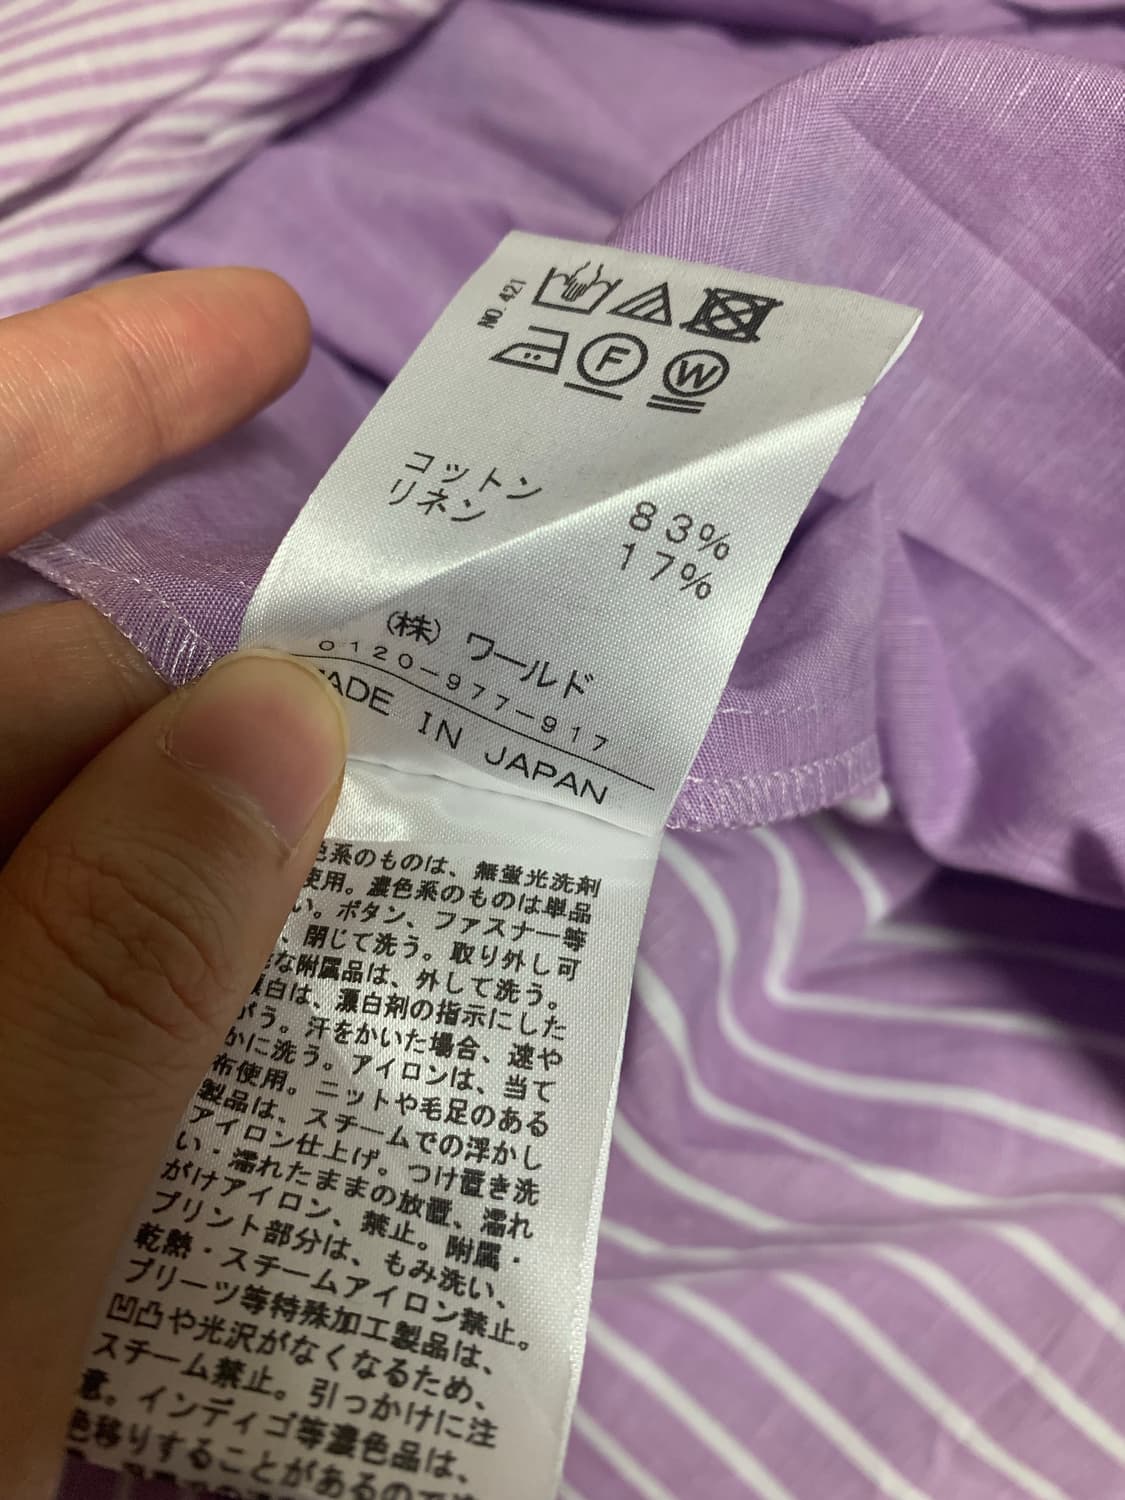 NO.421
F W
コットン 83%
リネン 17%
(株) ワールド
0120-977-917
MADE IN JAPAN
色系のものは、無蛍光洗剤
使用。濃色系のものは単品
い。ボタン、ファスナー等
、閉じて洗う。取り外し可
な附属品は、外して洗う。
漂白は、漂白剤の指示にした
がう。汗をかいた場合、速や
かに洗う。アイロンは、当て
布使用。ニットや毛足のある
製品は、スチームでの浮かし
アイロン仕上げ。つけ置き洗
い・濡れたままの放置、濡れ
がけアイロン、禁止。附属・
プリント部分は、もみ洗い、
乾熱・スチームアイロン禁止。
プリーツ等特殊加工製品は、
凹凸や光沢がなくなるため、
スチーム禁止。引っかけに注
意。インディゴ等濃色品は、
色移りすることがあるので